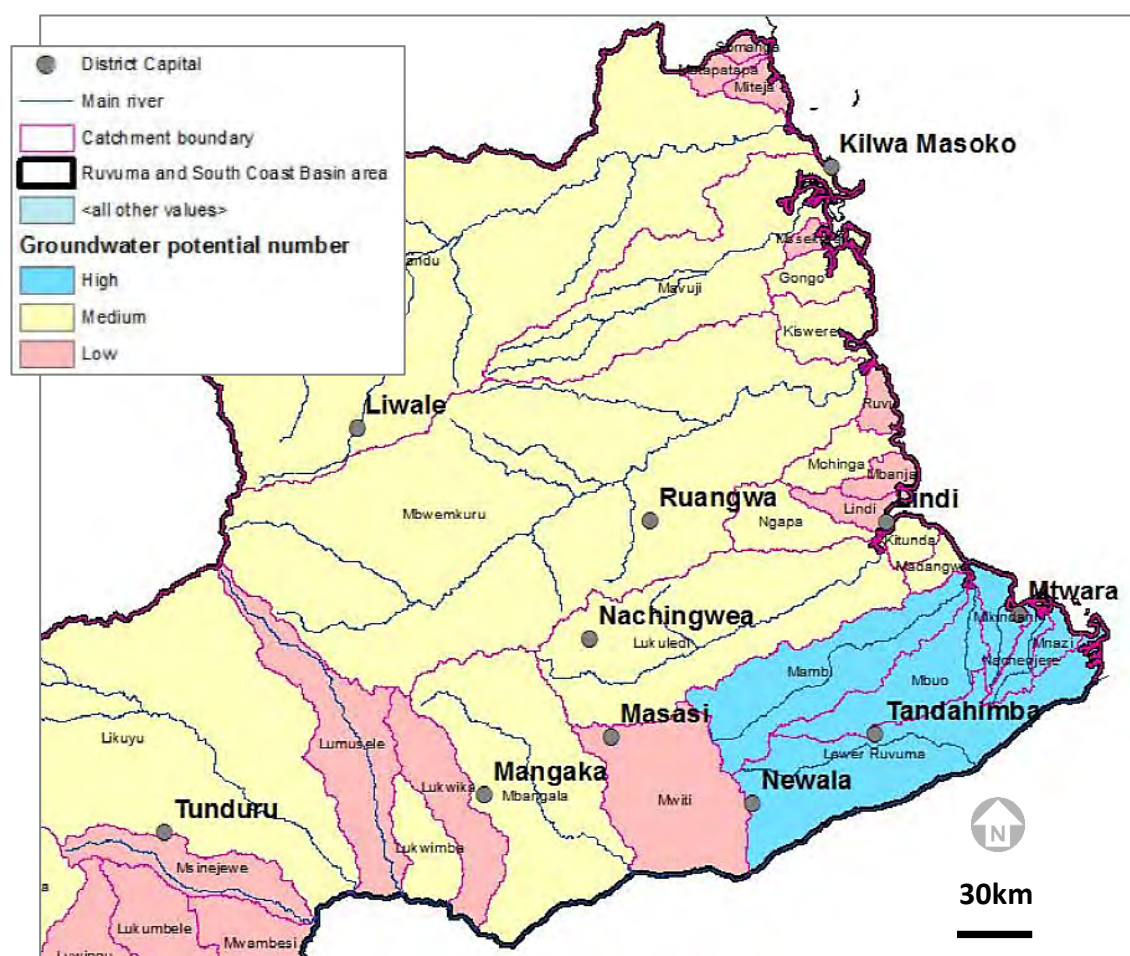 District Capital
Main river
Catchment boundary
Ruvuma and South Coast Basin area
<all other values>
Groundwater potential number
High
Medium
Low
Somanga
Matapatapa
Miteja
Kilwa Masoko
Gongo
Mavuji
Kiswere
Liwale
Ruvu
Mchinga
Mbanja
Ruangwa
Lindi
Mbwemkuru
Ngapa
Lindi
Kitunda
Madangwa
Nachingwea
Lukuledi
Mtwara
Mikindani
Mnazi
Mambi
Mbuo
Masasi
Tandahimba
Likuyu
Lumusele
Lower Ruvuma
Mangaka
Lukwika
Mbangala
Mwiti
Newala
Tunduru
Lukwimba
Msinejewe
N
30km
Lukumbele
Mwambesi